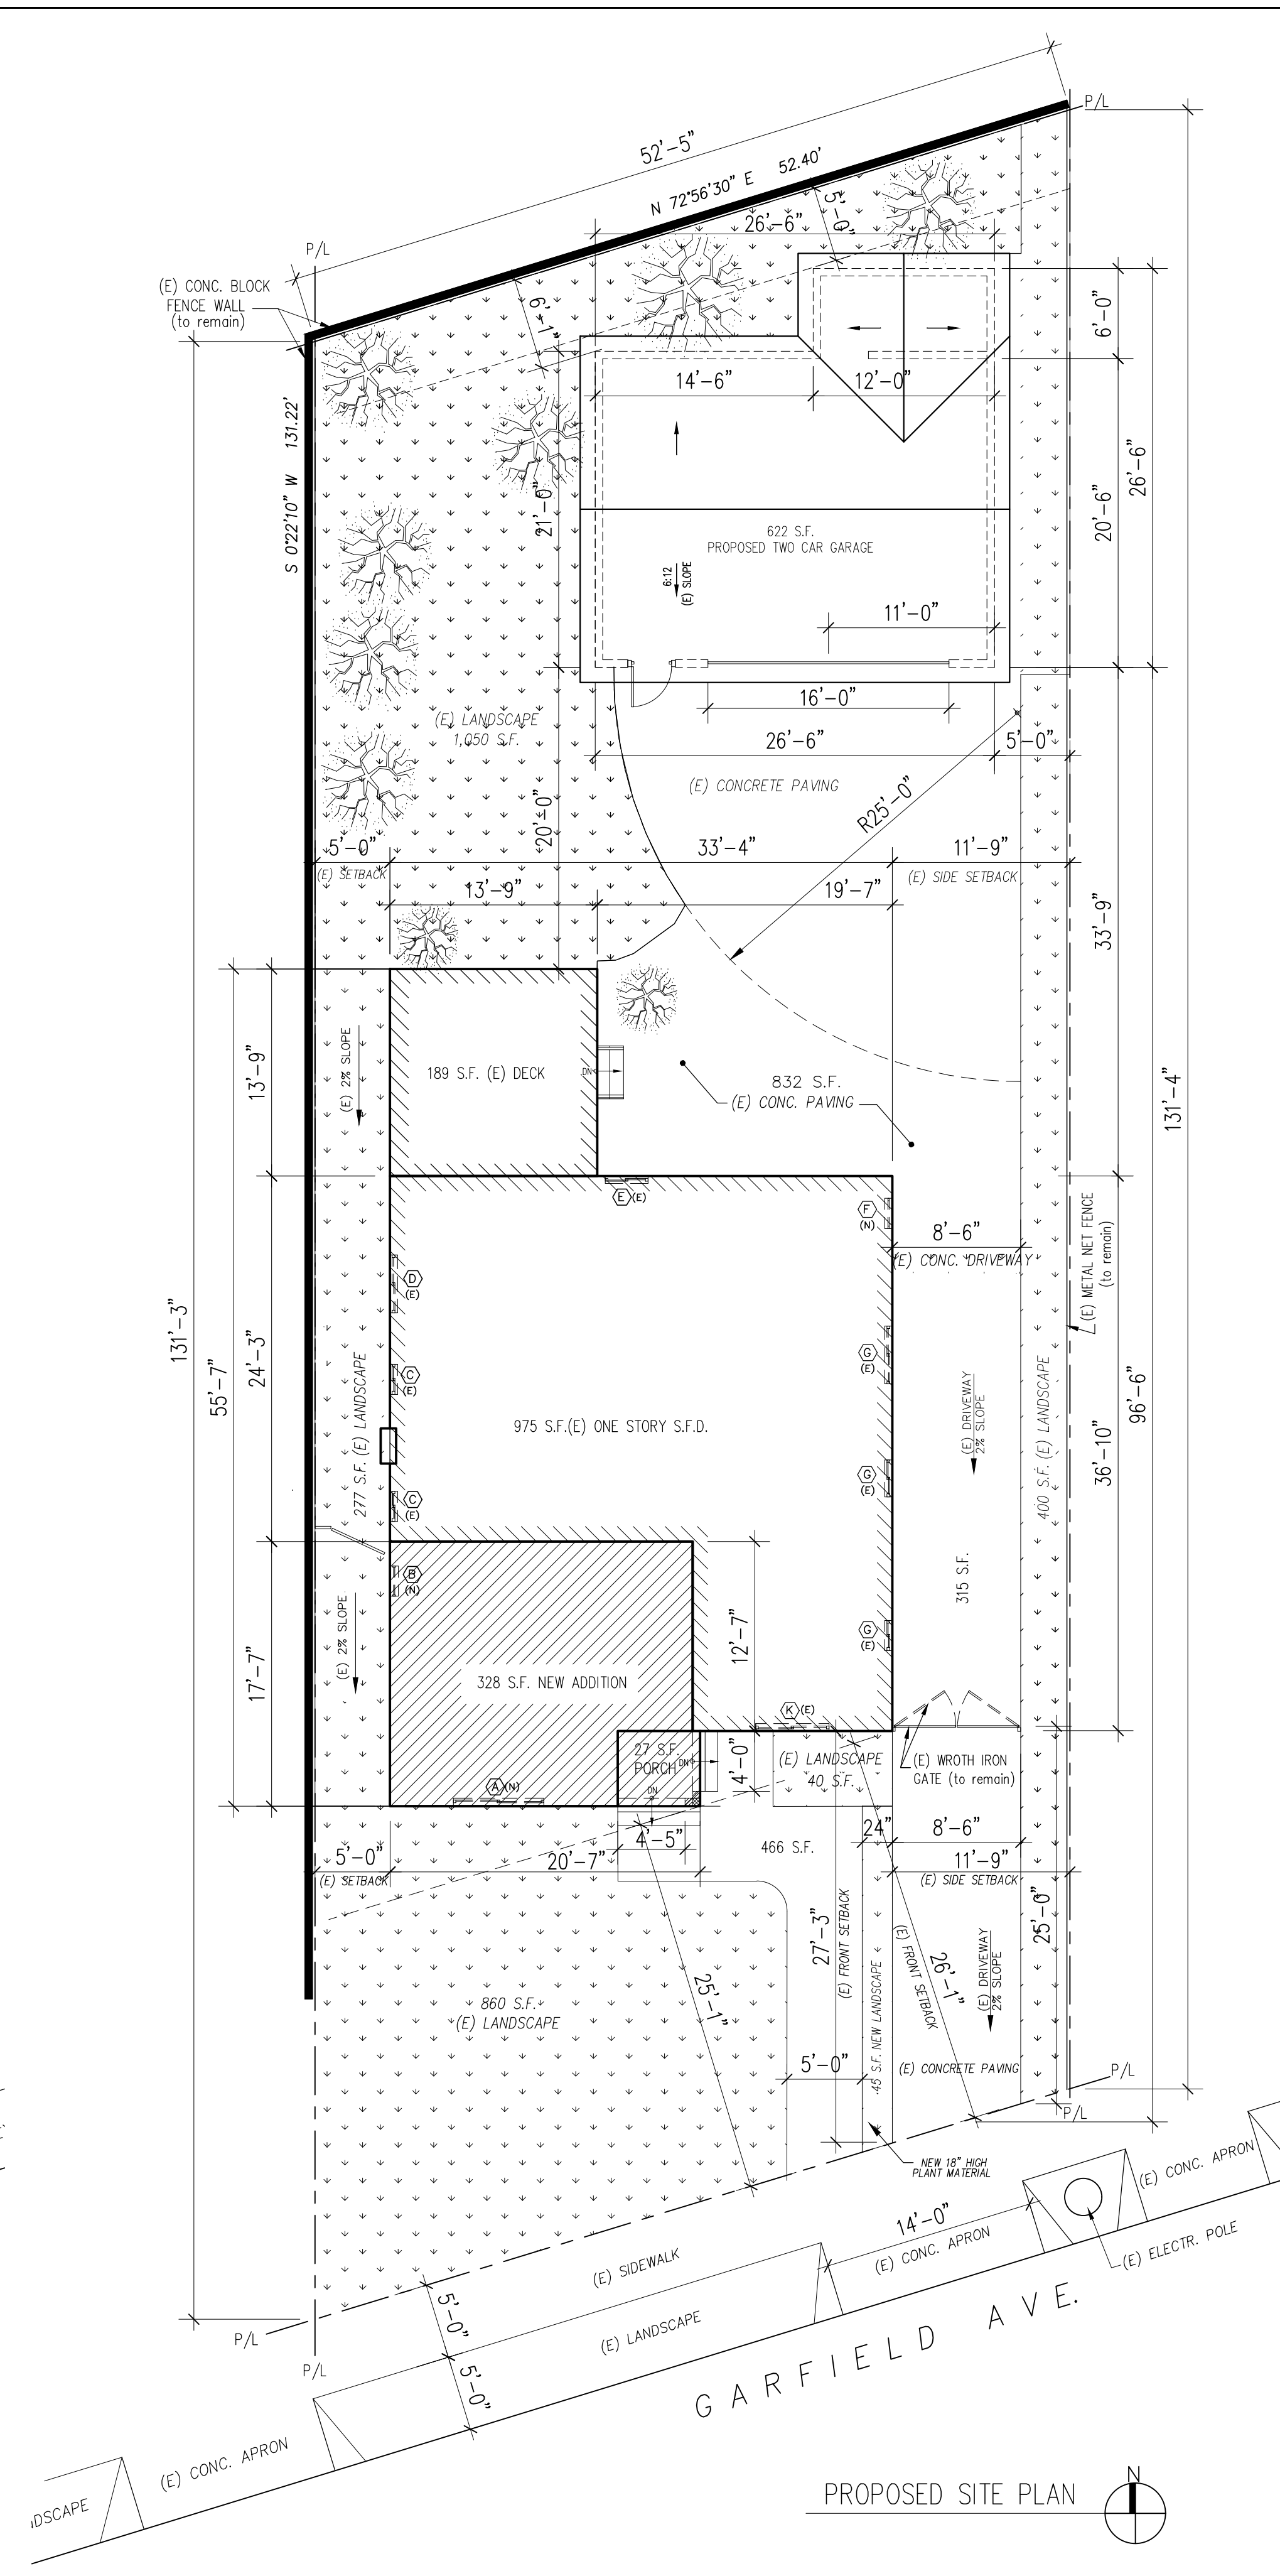 52'-5"
P/L
N 72°56'30" E 52.40'
26'-6"
5'-0"
P/L
(E) CONC. BLOCK
FENCE WALL
(to remain)
6'-1"
6'-0"
14'-6"
12'-0"
S 0°22'10" W 131.22'
21'-0"
20'-6"
26'-6"
622 S.F.
PROPOSED TWO CAR GARAGE
6:12
(E) SLOPE
11'-0"
16'-0"
(E) LANDSCAPE
1,050 S.F.
26'-6"
5'-0"
(E) CONCRETE PAVING
R25'-0"
20'-0"
5'-0"
33'-4"
11'-9"
(E) SETBACK
(E) SIDE SETBACK
13'-9"
19'-7"
33'-9"
13'-9"
(E) 2% SLOPE
189 S.F. (E) DECK
DN
832 S.F.
(E) CONC. PAVING
131'-4"
E (E)
F
(N)
8'-6"
(E) CONC. DRIVEWAY
(E) METAL NET FENCE
(to remain)
D
(E)
131'-3"
55'-7"
24'-3"
277 S.F. (E) LANDSCAPE
C
(E)
G
(E)
975 S.F.(E) ONE STORY S.F.D.
(E) DRIVEWAY
2% SLOPE
400 S.F. (E) LANDSCAPE
36'-10"
96'-6"
C
(E)
G
(E)
B
(N)
315 S.F.
17'-7"
(E) 2% SLOPE
12'-7"
G
(E)
328 S.F. NEW ADDITION
K (E)
27 S.F.
PORCH
DN
DN
4'-0"
(E) LANDSCAPE
40 S.F.
(E) WROTH IRON
GATE (to remain)
A (N)
4'-5"
466 S.F.
24"
8'-6"
5'-0"
20'-7"
11'-9"
(E) SETBACK
(E) SIDE SETBACK
25'-0"
27'-3"
(E) FRONT SETBACK
(E) FRONT SETBACK
26'-1"
25'-1"
(E) DRIVEWAY
2% SLOPE
860 S.F.
(E) LANDSCAPE
45 S.F. NEW LANDSCAPE
5'-0"
(E) CONCRETE PAVING
P/L
P/L
NEW 18" HIGH
PLANT MATERIAL
(E) CONC. APRON
14'-0"
(E) CONC. APRON
(E) ELECTR. POLE
(E) SIDEWALK
5'-0"
(E) LANDSCAPE
P/L
P/L
5'-0"
GARFIELD AVE.
(E) CONC. APRON
DSCAPE
PROPOSED SITE PLAN
N